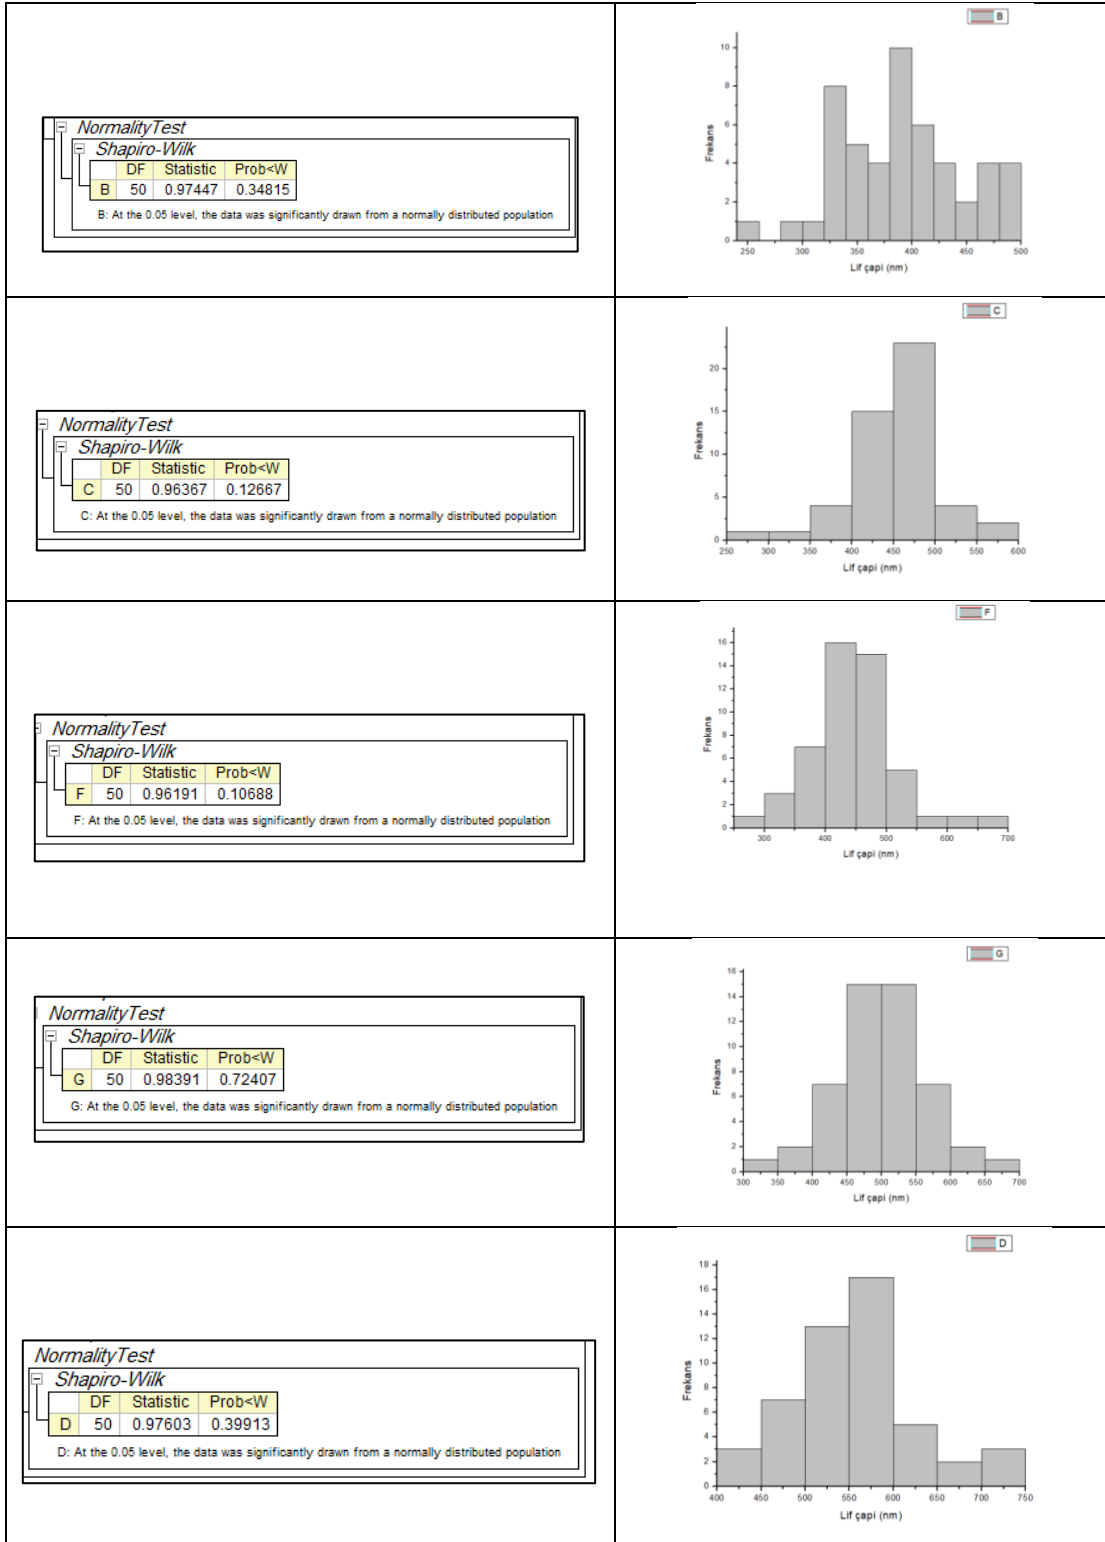 NormalityTest
Shapiro-Wilk
DF Statistic Prob<W
B 50 0.97447 0.34815
B: At the 0.05 level, the data was significantly drawn from a normally distributed population
B
10
8
6
4
2
0
Frekans
250 300 350 400 450 500
Lif çapi (nm)
NormalityTest
Shapiro-Wilk
DF Statistic Prob<W
C 50 0.96367 0.12667
C: At the 0.05 level, the data was significantly drawn from a normally distributed population
C
20
15
10
5
0
Frekans
250 300 350 400 450 500 550 600
Lif çapi (nm)
NormalityTest
Shapiro-Wilk
DF Statistic Prob<W
F 50 0.96191 0.10688
F: At the 0.05 level, the data was significantly drawn from a normally distributed population
F
16
14
12
10
8
6
4
2
0
Frekans
300 400 500 600 700
Lif çapi (nm)
NormalityTest
Shapiro-Wilk
DF Statistic Prob<W
G 50 0.98391 0.72407
G: At the 0.05 level, the data was significantly drawn from a normally distributed population
G
16
14
12
10
8
6
4
2
0
Frekans
300 350 400 450 500 550 600 650 700
Lif çapi (nm)
NormalityTest
Shapiro-Wilk
DF Statistic Prob<W
D 50 0.97603 0.39913
D: At the 0.05 level, the data was significantly drawn from a normally distributed population
D
18
16
14
12
10
8
6
4
2
0
Frekans
400 450 500 550 600 650 700 750
Lif çapi (nm)